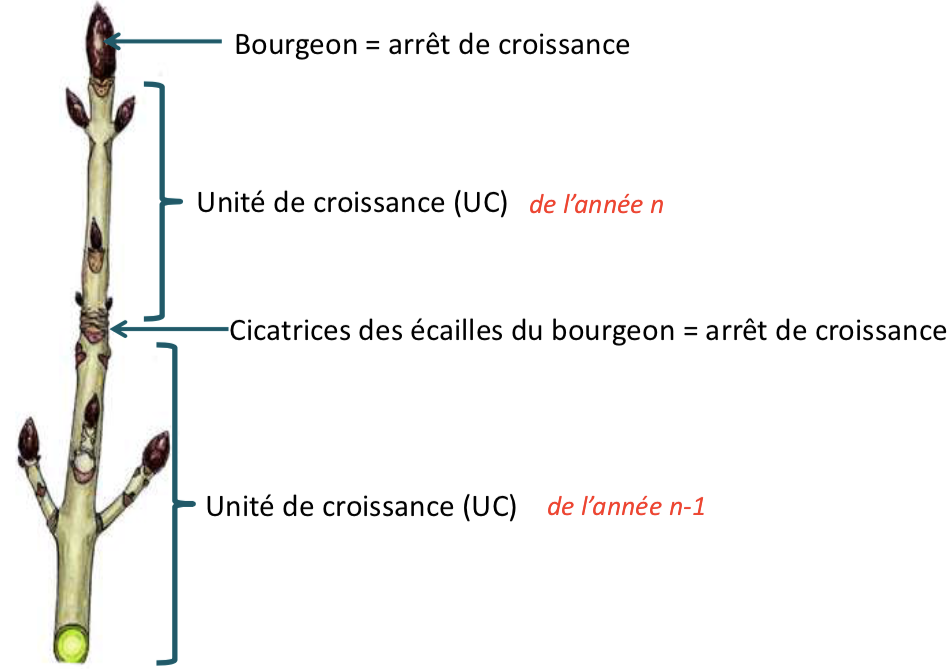 Bourgeon = arrêt de croissance
Unité de croissance (UC) de l’année n
Cicatrices des écailles du bourgeon = arrêt de croissance
Unité de croissance (UC) de l’année n-1